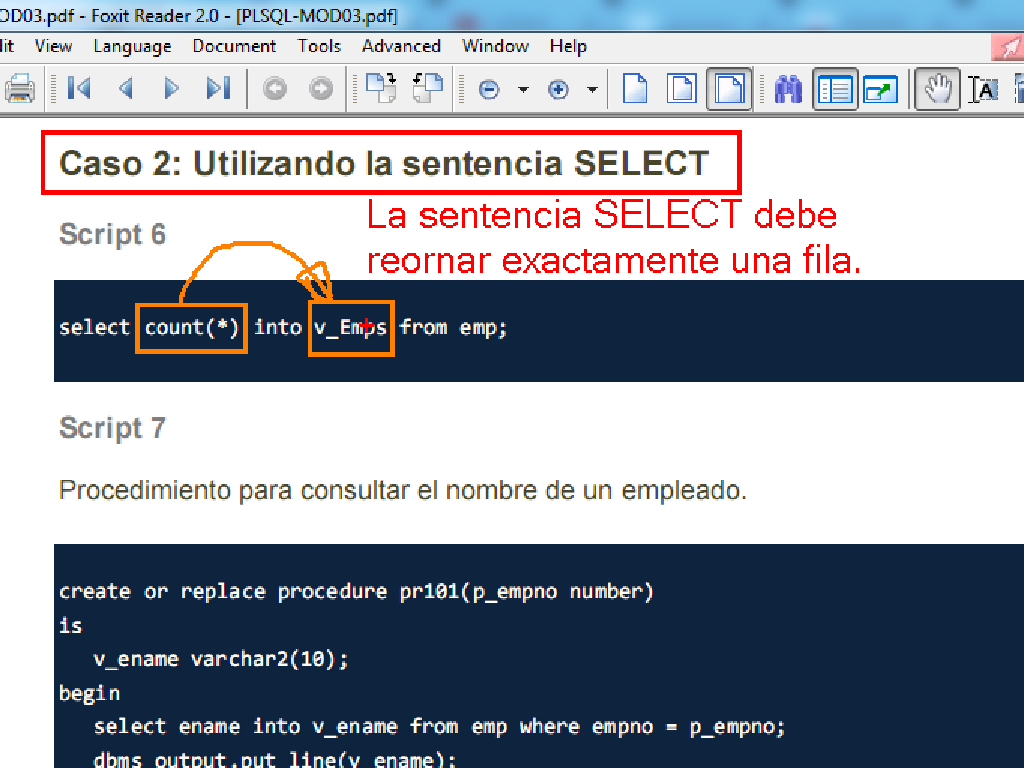 OD03.pdf - Foxit Reader 2.0 - [PLSQL-MOD03.pdf]
lit View Language Document Tools Advanced Window Help
Caso 2: Utilizando la sentencia SELECT
La sentencia SELECT debe
reornar exactamente una fila.
Script 6
select count(*) into v_Emps from emp;
Script 7
Procedimiento para consultar el nombre de un empleado.
create or replace procedure pr101(p_empno number)
is
v_ename varchar2(10);
begin
select ename into v_ename from emp where empno = p_empno;
dbms_output.put_line(v_ename);